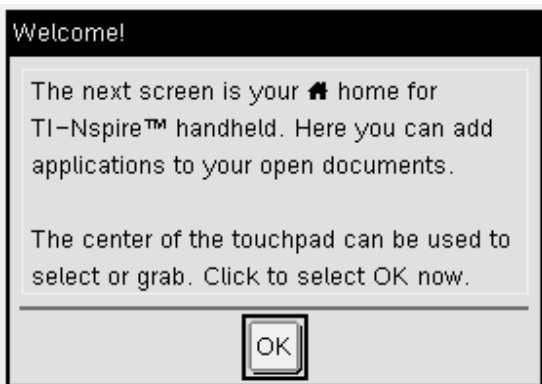 Welcome!
The next screen is your home for
TI-Nspire™ handheld. Here you can add
applications to your open documents.
The center of the touchpad can be used to
select or grab. Click to select OK now.
OK